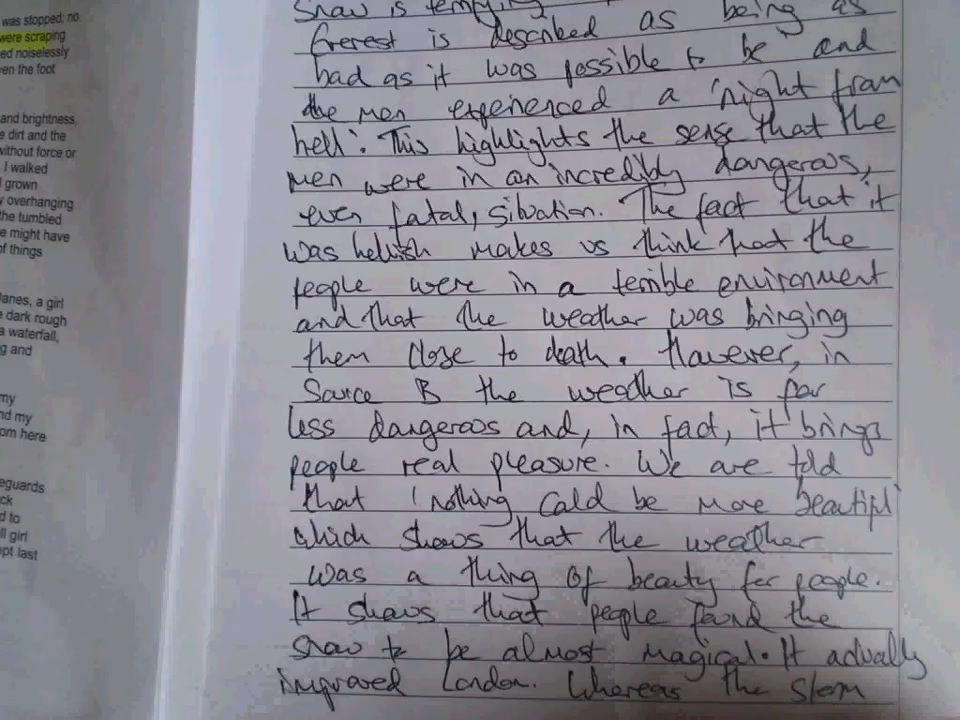 was stopped; no
were scraping
ed noiselessly
en the foot
and brightness,
e dirt and the
without force or
I walked
grown
overhanging
the tumbled
e might have
of things
lanes, a girl
e dark rough
a waterfall,
g and
my
nd my
om here
eguards
ck
d to
ll girl
ept last
Snow is terrifying
Everest is described as being as
bad as it was possible to be and
the men experienced a 'night from
hell'. This highlights the sense that the
men were in an incredibly dangerous,
even fatal, situation. The fact that it
was hellish makes us think that the
people were in a terrible environment
and that the weather was bringing
them close to death. However, in
Source B the weather is far
less dangerous and, in fact, it brings
people real pleasure. We are told
that 'nothing could be more beautiful'
which shows that the weather
was a thing of beauty for people.
It shows that people found the
snow to be almost magical. It actually
improved London. Whereas the storm